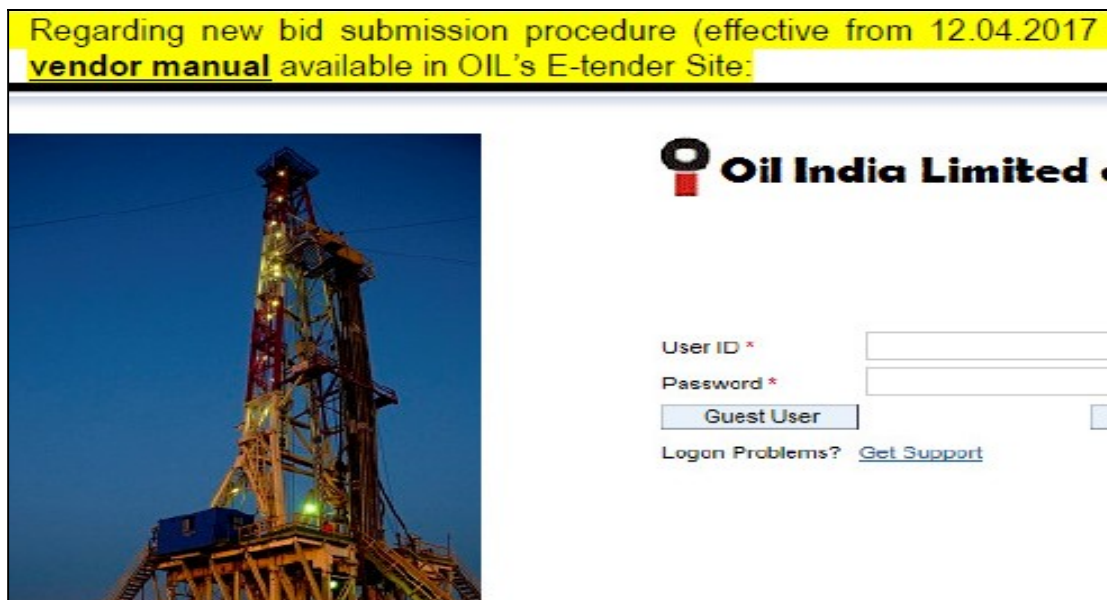 Regarding new bid submission procedure (effective from 12.04.2017
vendor manual available in OIL's E-tender Site:
Oil India Limited
User ID *
Password *
Guest User
Logon Problems? Get Support